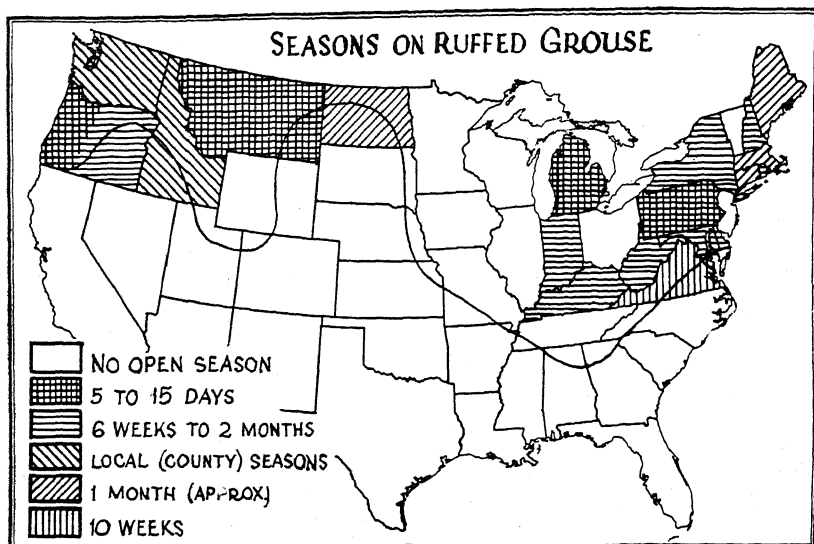 SEASONS ON RUFFED GROUSE
NO OPEN SEASON
5 TO 15 DAYS
6 WEEKS TO 2 MONTHS
LOCAL (COUNTY) SEASONS
1 MONTH (APPROX.)
10 WEEKS